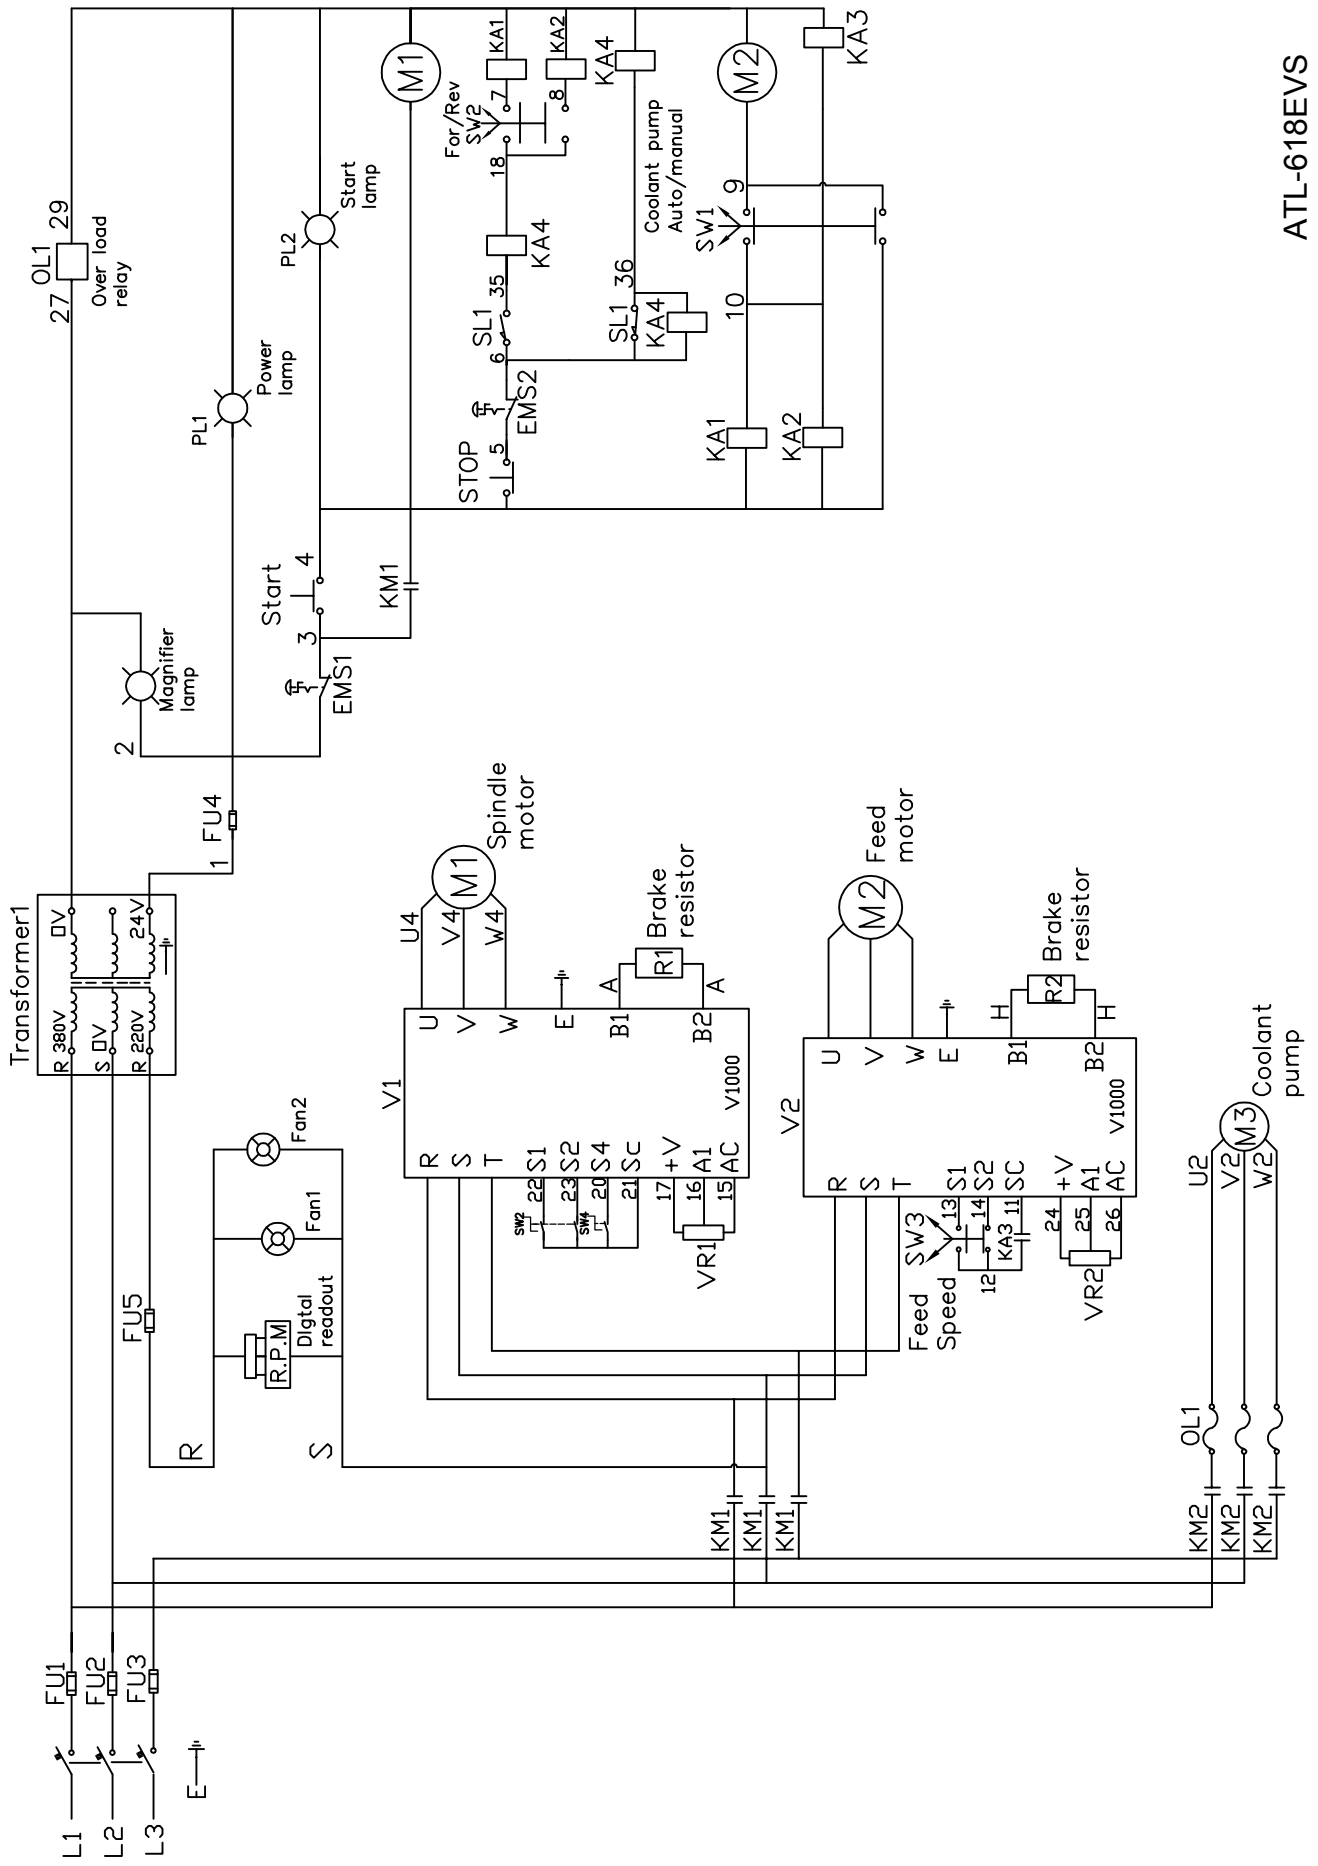 L1
L2
L3
E
FU1
FU2
FU3
Transformer1
R 380V
S 0V
R 220V
0V
24V
1
FU4
2
Magnifier
lamp
27
OL1
29
Over load
relay
PL1
Power
lamp
PL2
Start
lamp
EMS1
3
Start
4
KM1
M1
STOP
5
EMS2
6
SL1
35
KA4
18
For/Rev
SW2
7
KA1
8
KA2
SL1
36
KA4
KA4
Coolant pump
Auto/manual
KA1
10
SW1
9
M2
KA2
KA3
R
S
FU5
R.P.M
DIgtal
readout
Fan1
Fan2
V1
R
S
T
22
S1
23
S2
20
S4
21
Sc
17
+V
16
A1
15
AC
SW2
SW4
VR1
V1000
U
V
W
E
B1
B2
U4
V4
W4
M1
Spindle
motor
A
A
R1
Brake
resistor
V2
R
S
T
13
S1
14
S2
11
SC
24
+V
25
A1
26
AC
SW3
KA3
12
Feed
Speed
VR2
V1000
U
V
W
E
B1
B2
M2
Feed
motor
H
H
R2
Brake
resistor
KM1
KM1
KM1
KM2
KM2
KM2
OL1
U2
V2
W2
M3
Coolant
pump
ATL-618EVS